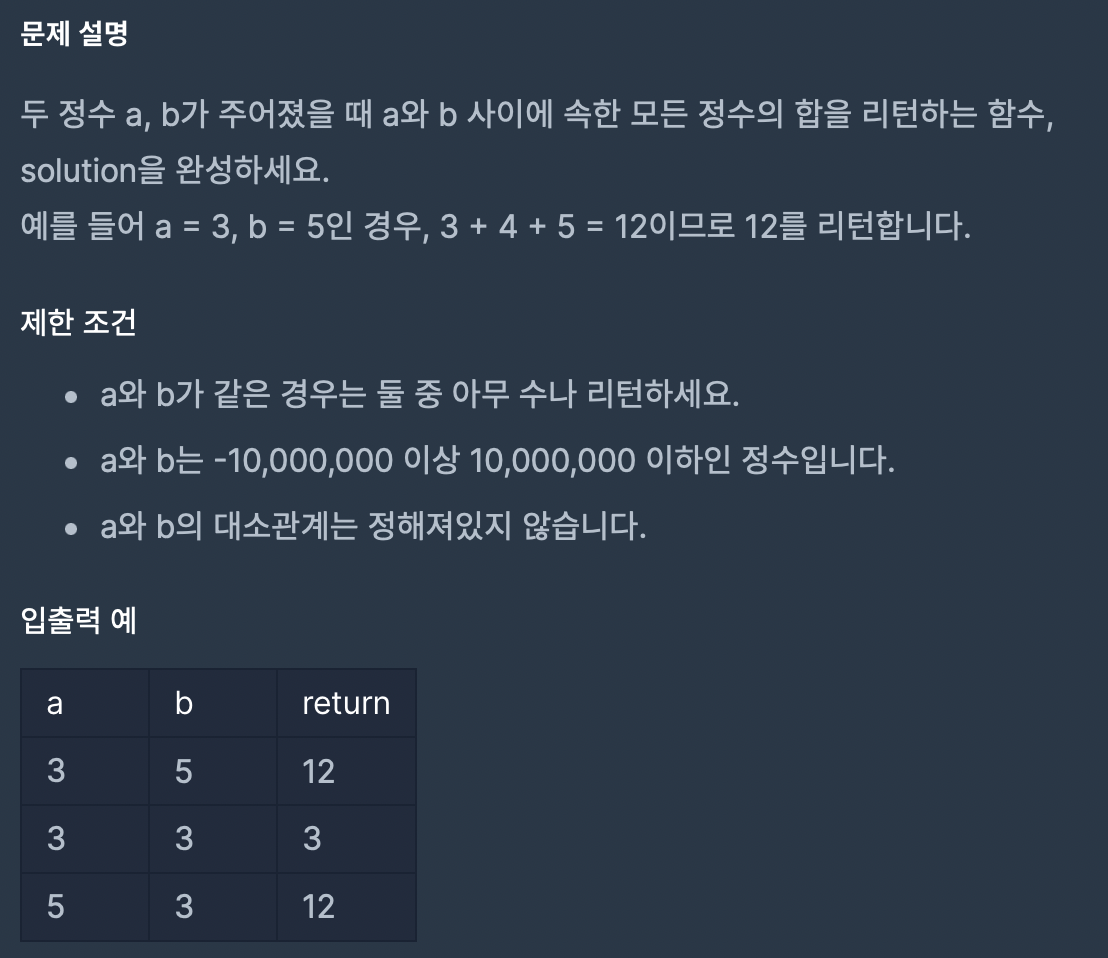 문제 설명
두 정수 a, b가 주어졌을 때 a와 b 사이에 속한 모든 정수의 합을 리턴하는 함수,
solution을 완성하세요.
예를 들어 a = 3, b = 5인 경우, 3 + 4 + 5 = 12이므로 12를 리턴합니다.
제한 조건
• a와 b가 같은 경우는 둘 중 아무 수나 리턴하세요.
• a와 b는 -10,000,000 이상 10,000,000 이하인 정수입니다.
• a와 b의 대소관계는 정해져있지 않습니다.
입출력 예
a b return
3 5 12
3 3 3
5 3 12